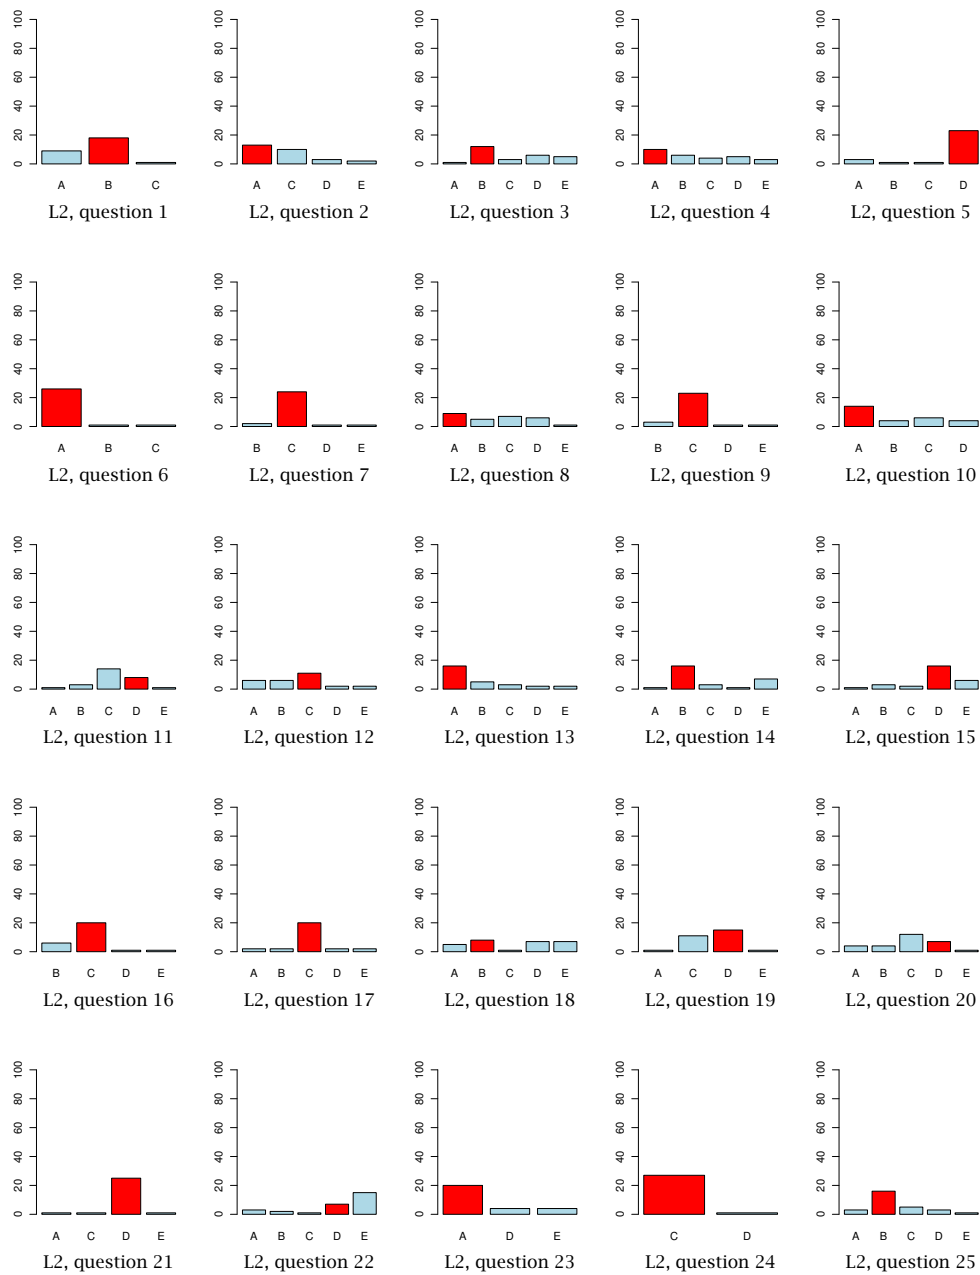 0 20 40 60 80 100 0 20 40 60 80 100 0 20 40 60 80 100 0 20 40 60 80 100 0 20 40 60 80 100
A B C A C D E A B C D E A B C D E A B C D
L2, question 1 L2, question 2 L2, question 3 L2, question 4 L2, question 5
0 20 40 60 80 100 0 20 40 60 80 100 0 20 40 60 80 100 0 20 40 60 80 100 0 20 40 60 80 100
A B C B C D E A B C D E B C D E A B C D
L2, question 6 L2, question 7 L2, question 8 L2, question 9 L2, question 10
0 20 40 60 80 100 0 20 40 60 80 100 0 20 40 60 80 100 0 20 40 60 80 100 0 20 40 60 80 100
A B C D E A B C D E A B C D E A B C D E A B C D E
L2, question 11 L2, question 12 L2, question 13 L2, question 14 L2, question 15
0 20 40 60 80 100 0 20 40 60 80 100 0 20 40 60 80 100 0 20 40 60 80 100 0 20 40 60 80 100
B C D E A B C D E A B C D E A C D E A B C D E
L2, question 16 L2, question 17 L2, question 18 L2, question 19 L2, question 20
0 20 40 60 80 100 0 20 40 60 80 100 0 20 40 60 80 100 0 20 40 60 80 100 0 20 40 60 80 100
A C D E A B C D E A D E C D A B C D E
L2, question 21 L2, question 22 L2, question 23 L2, question 24 L2, question 25